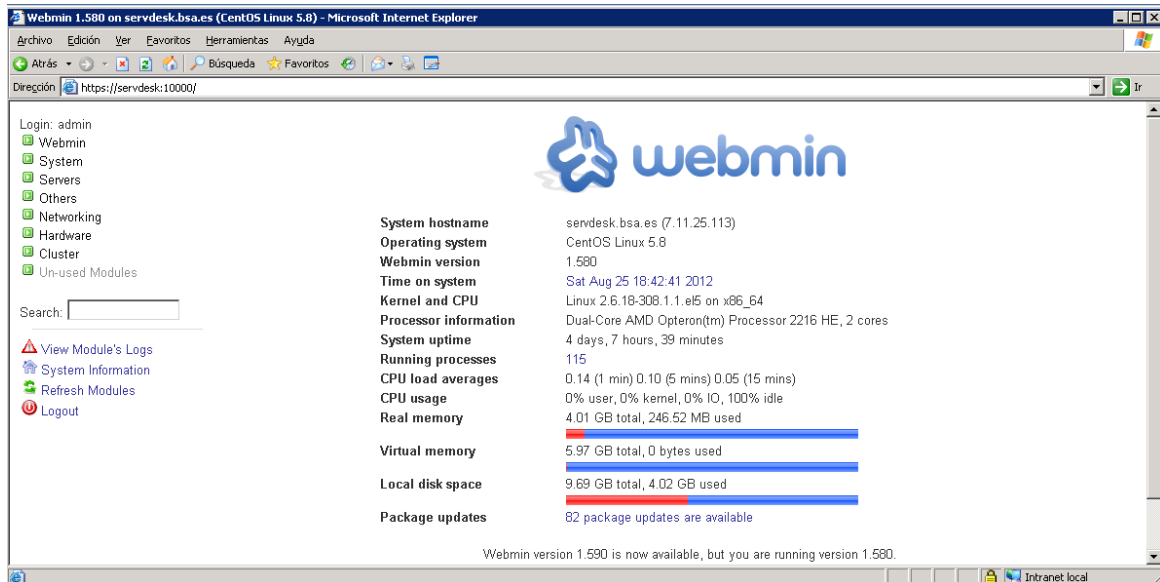 Webmin 1.580 on servdesk.bsa.es (CentOS Linux 5.8) - Microsoft Internet Explorer
Archivo Edición Ver Favoritos Herramientas Ayuda
Atrás Búsqueda Favoritos
Dirección https://servdesk:10000/ Ir
Login: admin
Webmin
System
Servers
Others
Networking
Hardware
Cluster
Un-used Modules
Search:
View Module's Logs
System Information
Refresh Modules
Logout
webmin
System hostname servdesk.bsa.es (7.11.25.113)
Operating system CentOS Linux 5.8
Webmin version 1.580
Time on system Sat Aug 25 18:42:41 2012
Kernel and CPU Linux 2.6.18-308.1.1.el5 on x86_64
Processor information Dual-Core AMD Opteron(tm) Processor 2216 HE, 2 cores
System uptime 4 days, 7 hours, 39 minutes
Running processes 115
CPU load averages 0.14 (1 min) 0.10 (5 mins) 0.05 (15 mins)
CPU usage 0% user, 0% kernel, 0% IO, 100% idle
Real memory 4.01 GB total, 246.52 MB used
Virtual memory 5.97 GB total, 0 bytes used
Local disk space 9.69 GB total, 4.02 GB used
Package updates 82 package updates are available
Webmin version 1.590 is now available, but you are running version 1.580.
Intranet local